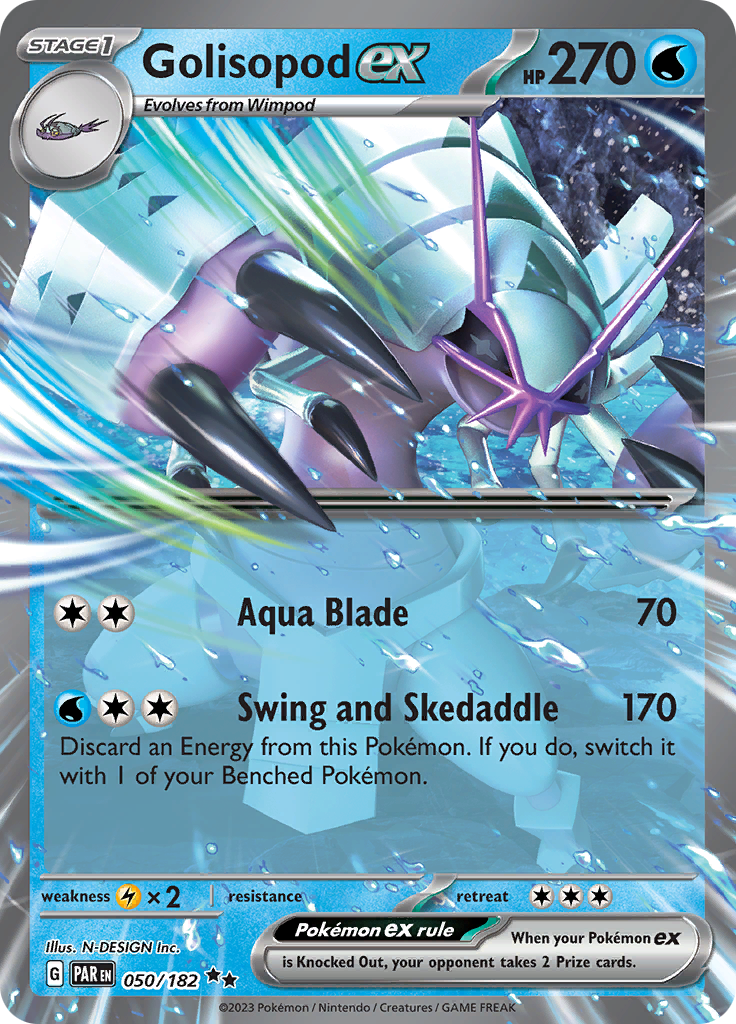 STAGE 1
Golisopod ex
HP 270
Evolves from Wimpod
Aqua Blade 70
Swing and Skedaddle 170
Discard an Energy from this Pokémon. If you do, switch it
with 1 of your Benched Pokémon.
weakness ×2 resistance retreat
Illus. N-DESIGN Inc.
Pokémon ex rule
When your Pokémon ex
is Knocked Out, your opponent takes 2 Prize cards.
G PAR EN 050/182
©2023 Pokémon / Nintendo / Creatures / GAME FREAK